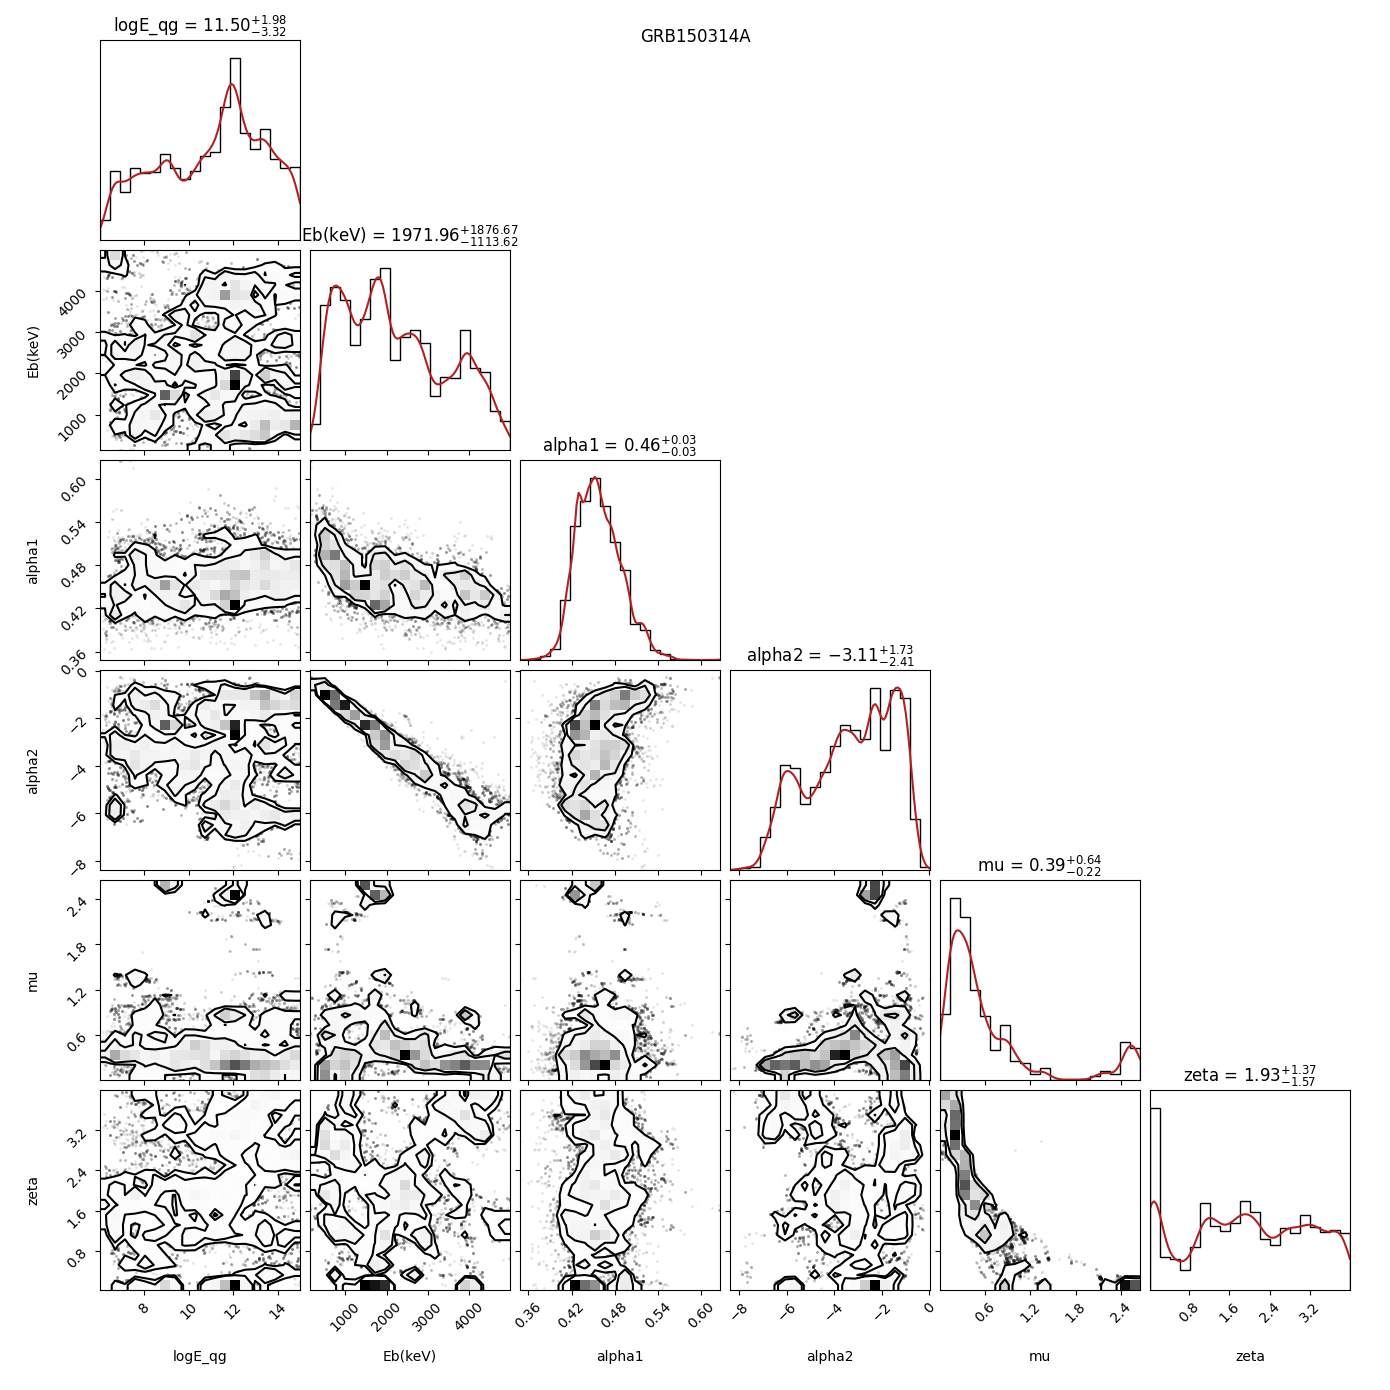 logE_qg = 11.50+1.98−3.32
GRB150314A
Eb(keV) = 1971.96+1876.67−1113.62
4000
3000
2000
1000
Eb(keV)
alpha1 = 0.46+0.03−0.03
0.60
0.54
0.48
0.42
0.36
alpha1
alpha2 = −3.11+1.73−2.41
0
−2
−4
−6
−8
alpha2
mu = 0.39+0.64−0.22
2.4
1.8
1.2
0.6
mu
zeta = 1.93+1.37−1.57
3.2
2.4
1.6
0.8
zeta
8 10 12 14
1000 2000 3000 4000
0.36 0.42 0.48 0.54 0.60
−8 −6 −4 −2 0
0.6 1.2 1.8 2.4
0.8 1.6 2.4 3.2
logE_qg Eb(keV) alpha1 alpha2 mu zeta